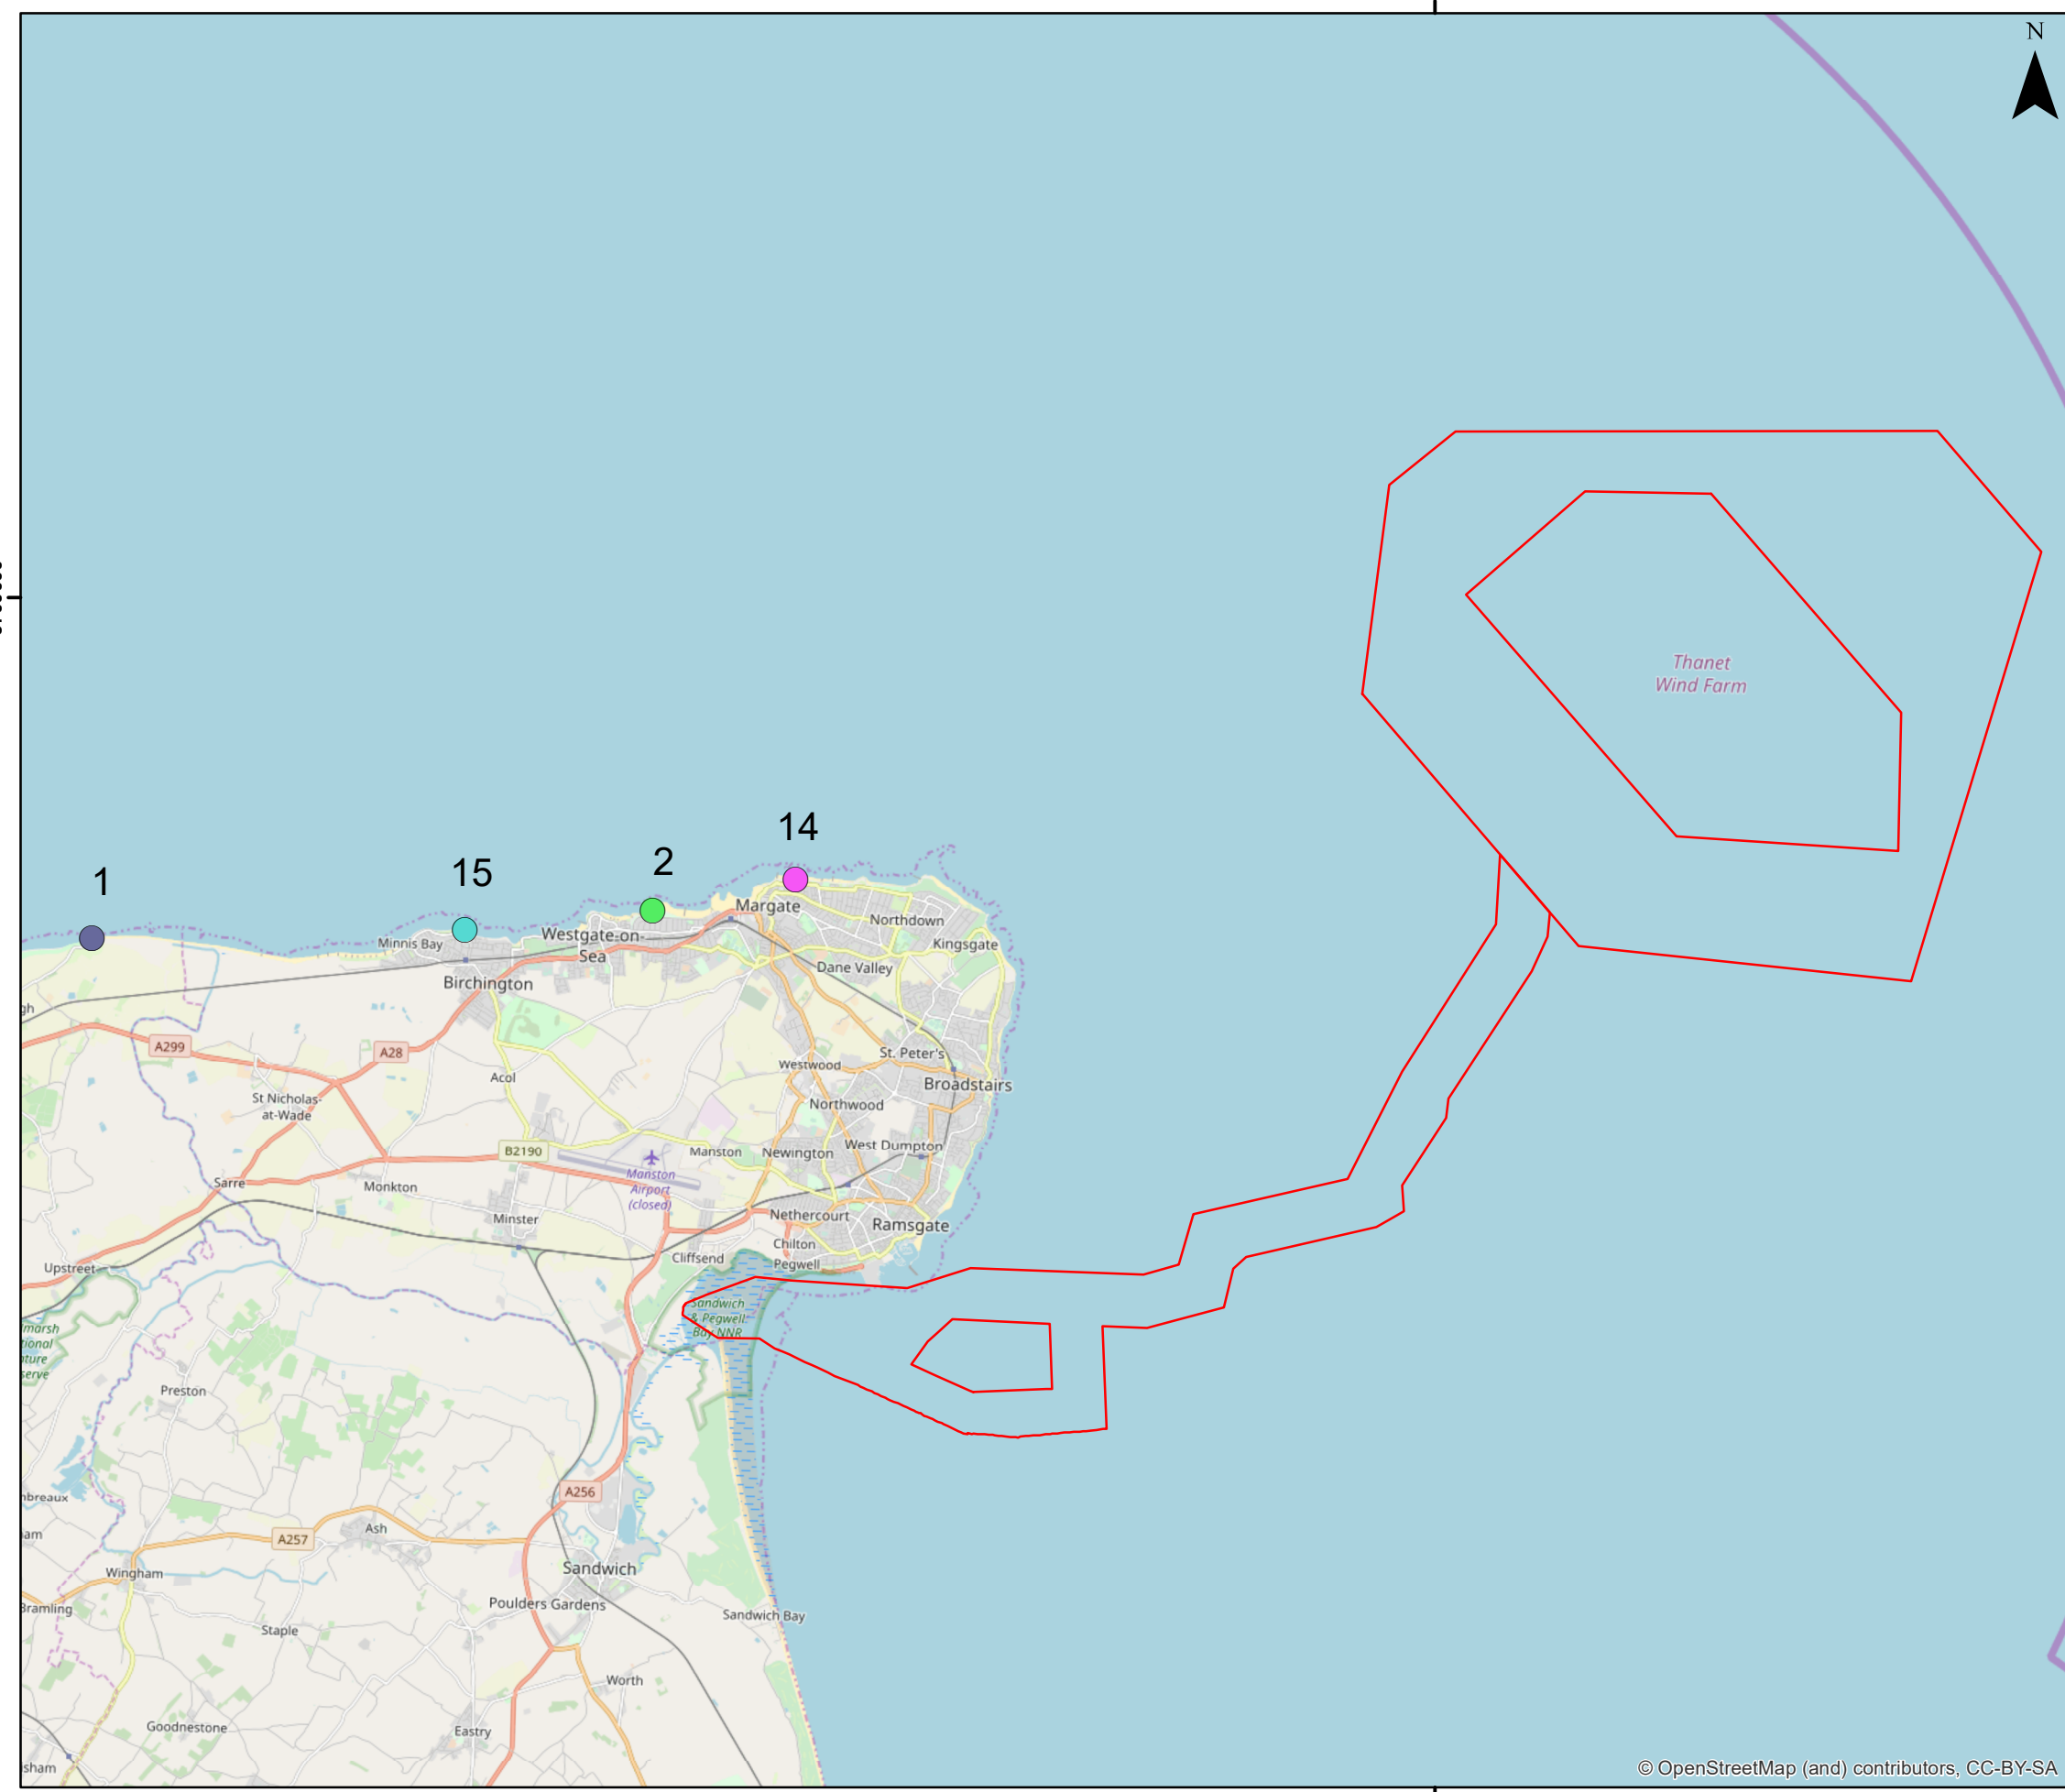 N
Thanet
Wind Farm
14
2
15
1
Margate
Northdown
Westgate-on-
Sea
Minnis Bay
Kingsgate
Dane Valley
Birchington
A299
A28
St. Peter's
Westwood
Acol
Broadstairs
St Nicholas-
at-Wade
Northwood
B2190
Manston
Newington
West Dumpton
Manston
Airport
(closed)
Sarre
Monkton
Minster
Nethercourt
Ramsgate
Chilton
Cliffsend
Pegwell
Upstreet
Sandwich
& Pegwell
Bay NNR
Preston
A256
A257
Ash
Sandwich
Wingham
Poulders Gardens
Bramling
Sandwich Bay
Staple
Worth
Goodnestone
Eastry
© OpenStreetMap (and) contributors, CC-BY-SA